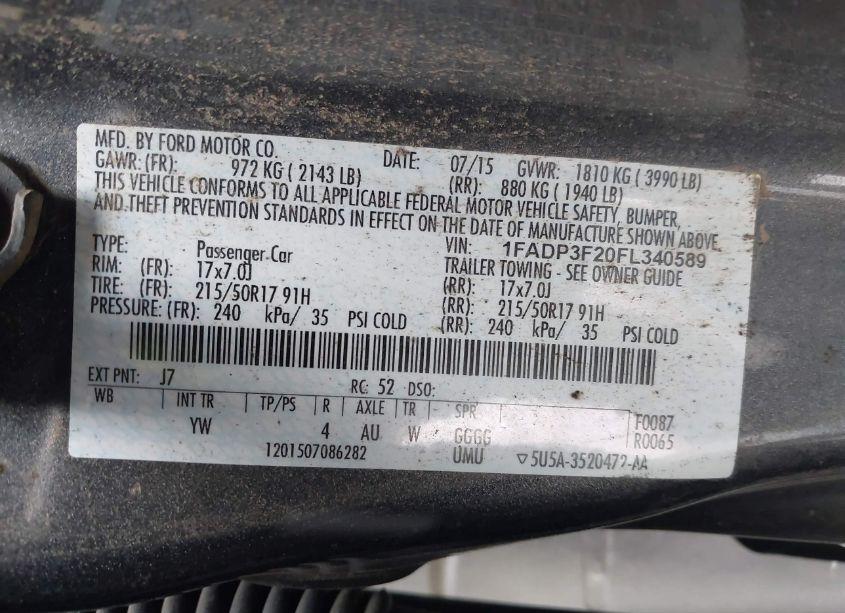 MFD. BY FORD MOTOR CO. DATE: 07/15 GVWR: 1810 KG ( 3990 LB)
GAWR: (FR): 972 KG ( 2143 LB) (RR): 880 KG ( 1940 LB)
THIS VEHICLE CONFORMS TO ALL APPLICABLE FEDERAL MOTOR VEHICLE SAFETY, BUMPER,
AND THEFT PREVENTION STANDARDS IN EFFECT ON THE DATE OF MANUFACTURE SHOWN ABOVE.
VIN: 1FADP3F20FL340589
TYPE: Passenger Car TRAILER TOWING - SEE OWNER GUIDE
RIM: (FR): 17x7.0J (RR): 17x7.0J
TIRE: (FR): 215/50R17 91H (RR): 215/50R17 91H
PRESSURE: (FR): 240 kPa/ 35 PSI COLD (RR): 240 kPa/ 35 PSI COLD
EXT PNT: J7 RC: 52 DSO:
WB INT TR TP/PS R AXLE TR SPR F0087
YW 4 AU W GGGG R0065
1201507086282 UMU ▽5U5A-3520472-AA